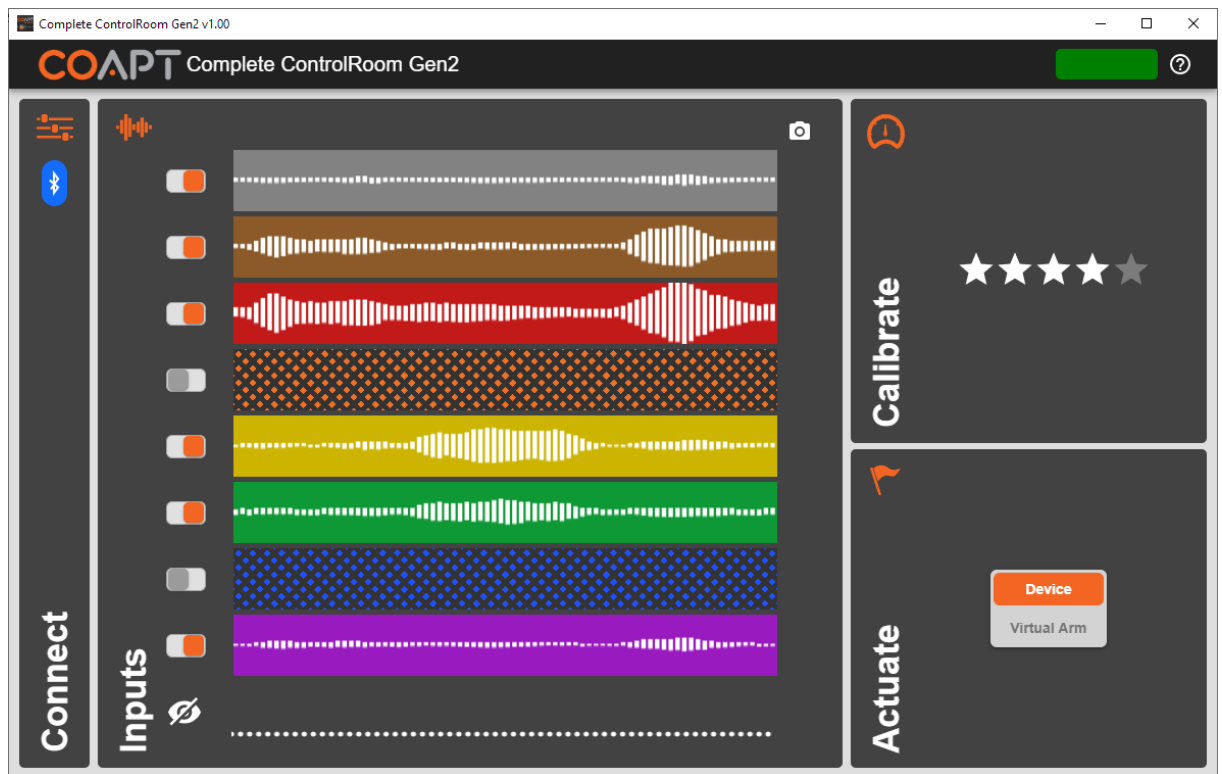 Complete ControlRoom Gen2 v1.00
COAPT Complete ControlRoom Gen2
Connect
Inputs
Calibrate
Actuate
Device
Virtual Arm